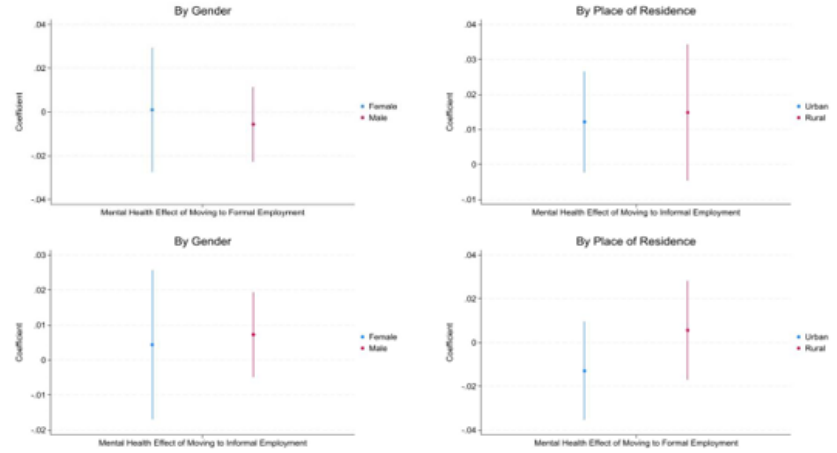 By Gender
.04
.02
0
-.02
-.04
Coefficient
Female
Male
Mental Health Effect of Moving to Formal Employment
By Place of Residence
.04
.03
.02
.01
0
-.01
Coefficient
Urban
Rural
Mental Health Effect of Moving to Informal Employment
By Gender
.03
.02
.01
0
-.01
-.02
Coefficient
Female
Male
Mental Health Effect of Moving to Informal Employment
By Place of Residence
.04
.02
0
-.02
-.04
Coefficient
Urban
Rural
Mental Health Effect of Moving to Formal Employment